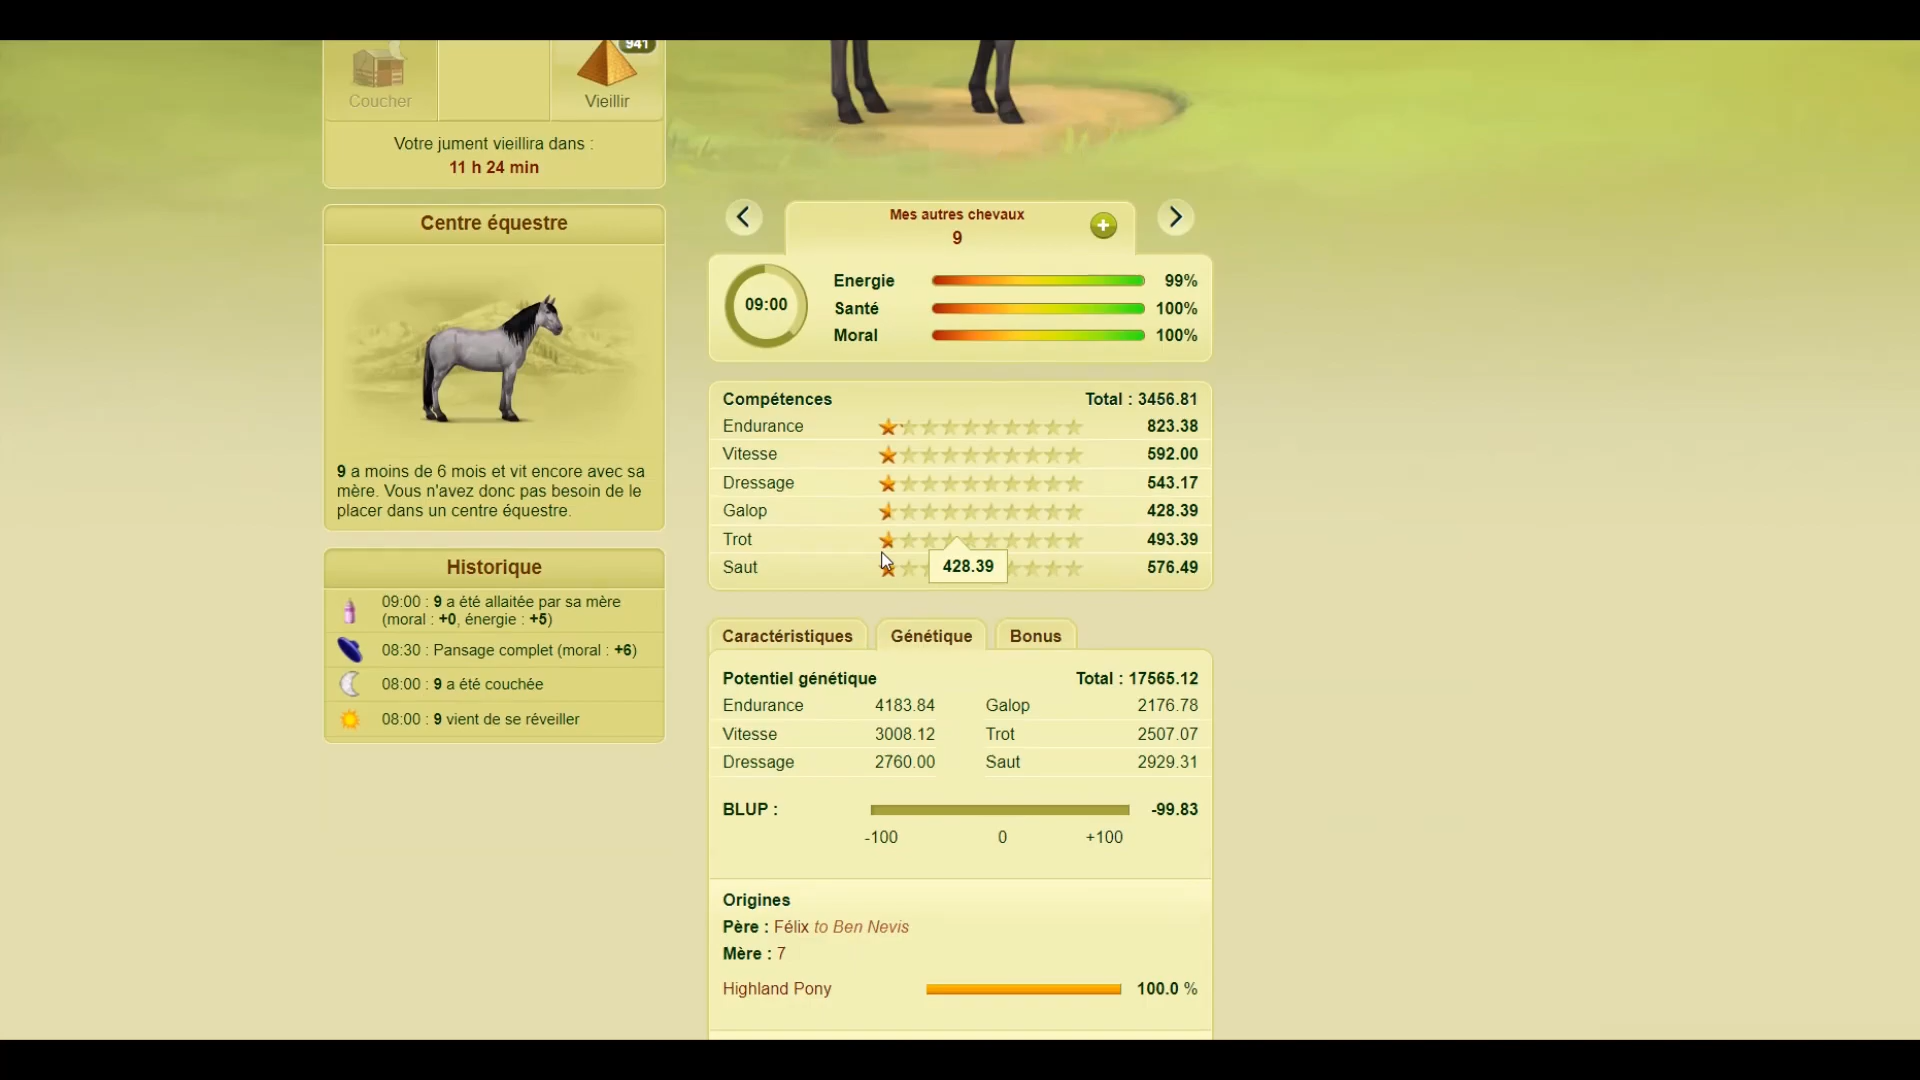 941
Coucher
Vieillir
Votre jument vieillira dans :
11 h 24 min
Centre équestre
9 a moins de 6 mois et vit encore avec sa
mère. Vous n'avez donc pas besoin de le
placer dans un centre équestre.
Historique
09:00 : 9 a été allaitée par sa mère
(moral : +0, énergie : +5)
08:30 : Pansage complet (moral : +6)
08:00 : 9 a été couchée
08:00 : 9 vient de se réveiller
Mes autres chevaux
9
09:00
Energie 99%
Santé 100%
Moral 100%
Compétences Total : 3456.81
Endurance 823.38
Vitesse 592.00
Dressage 543.17
Galop 428.39
Trot 493.39
Saut 576.49
428.39
Caractéristiques Génétique Bonus
Potentiel génétique Total : 17565.12
Endurance 4183.84 Galop 2176.78
Vitesse 3008.12 Trot 2507.07
Dressage 2760.00 Saut 2929.31
BLUP : -99.83
-100 0 +100
Origines
Père : Félix to Ben Nevis
Mère : 7
Highland Pony 100.0 %